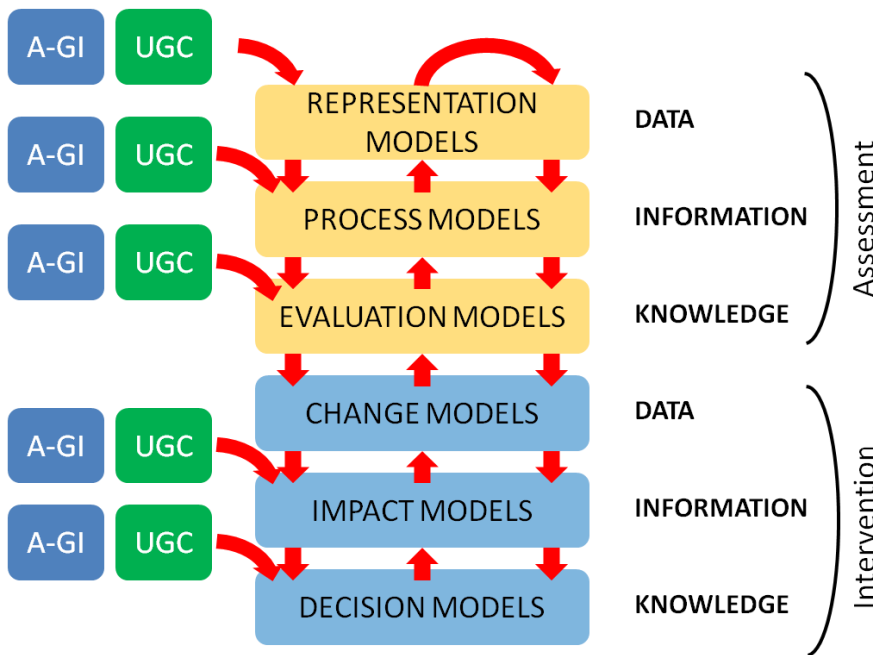 A-GI UGC
REPRESENTATION
MODELS
DATA
A-GI UGC
PROCESS MODELS
INFORMATION
A-GI UGC
EVALUATION MODELS
KNOWLEDGE
Assessment
CHANGE MODELS
DATA
A-GI UGC
IMPACT MODELS
INFORMATION
A-GI UGC
DECISION MODELS
KNOWLEDGE
Intervention